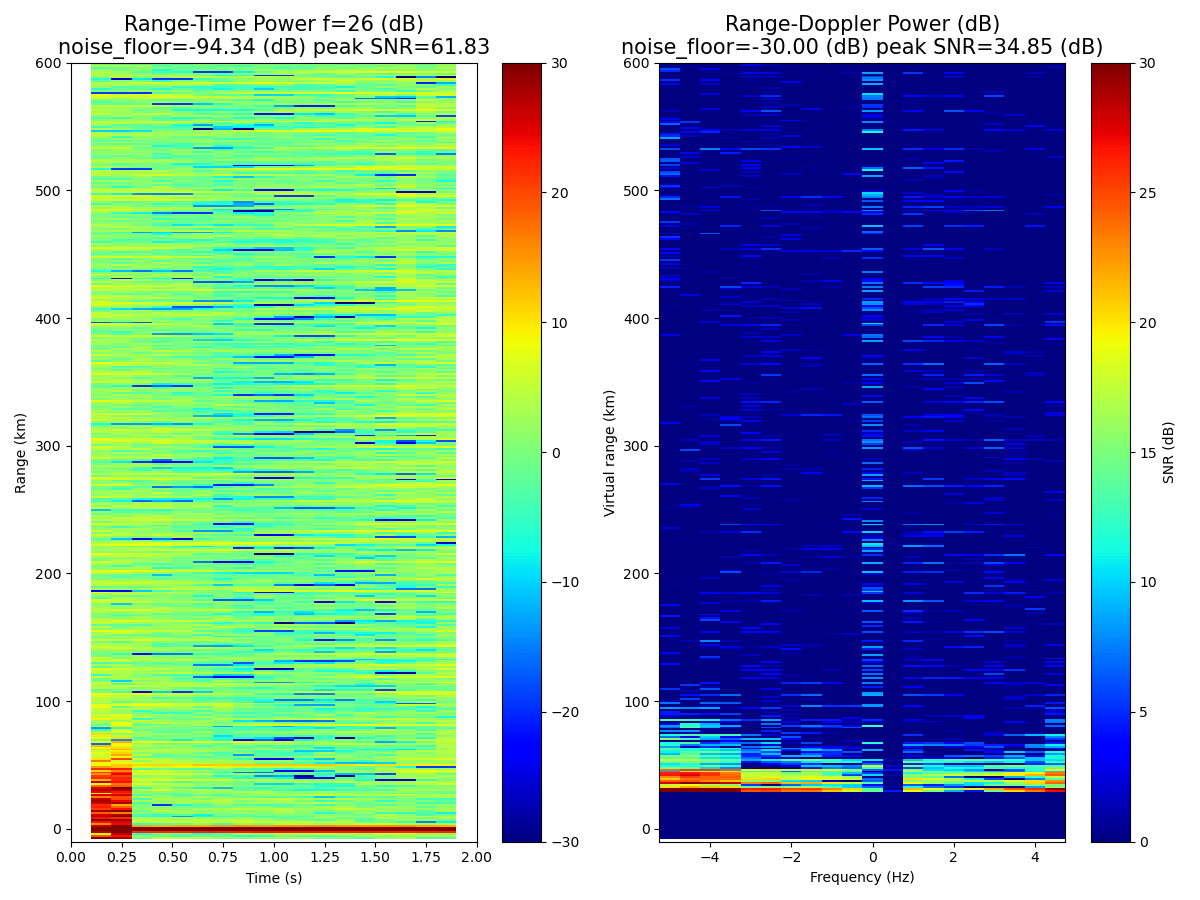 Range-Time Power f=26 (dB)
noise_floor=-94.34 (dB) peak SNR=61.83
600
500
400
300
200
100
0
Range (km)
0.00 0.25 0.50 0.75 1.00 1.25 1.50 1.75 2.00
Time (s)
30
20
10
0
−10
−20
−30
Range-Doppler Power (dB)
noise_floor=-30.00 (dB) peak SNR=34.85 (dB)
600
500
400
300
200
100
0
Virtual range (km)
−4 −2 0 2 4
Frequency (Hz)
30
25
20
15
10
5
0
SNR (dB)